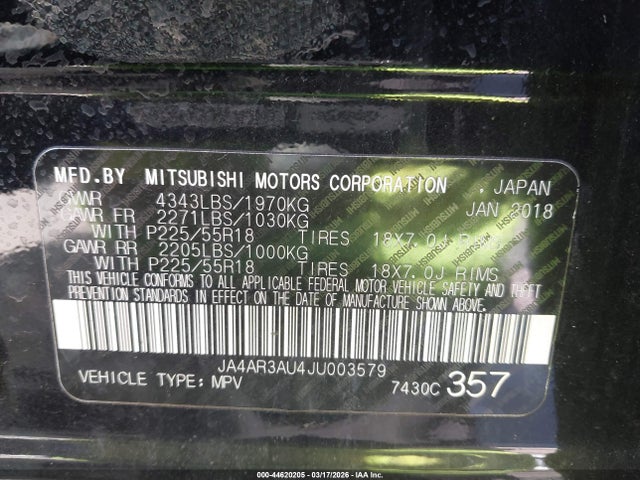 MFD.BY MITSUBISHI MOTORS CORPORATION . JAPAN
GVWR 4343LBS/1970KG JAN 2018
GAWR FR 2271LBS/1030KG
WITH P225/55R18 TIRES 18X7.0J RIMS
GAWR RR 2205LBS/1000KG
WITH P225/55R18 TIRES 18X7.0J RIMS
THIS VEHICLE CONFORMS TO ALL APPLICABLE FEDERAL MOTOR VEHICLE SAFETY AND THEFT
PREVENTION STANDARDS IN EFFECT ON THE DATE OF MANUFACTURE SHOWN ABOVE.
JA4AR3AU4JU003579
VEHICLE TYPE: MPV 7430C 357
000-44620205 - 03/17/2026 - IAA Inc.